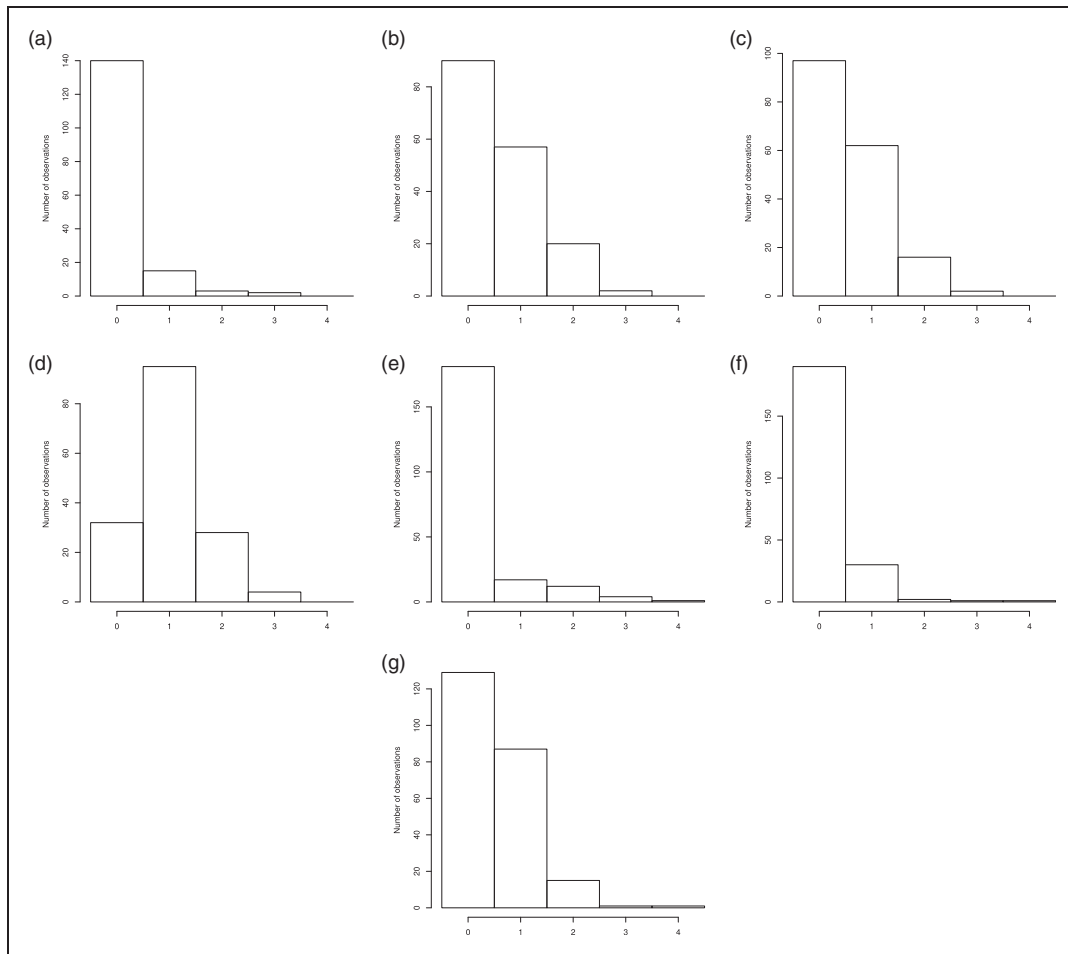 (a) (b) (c)
Number of observations
0 20 40 60 80 100 120 140
0 1 2 3 4
Number of observations
0 20 40 60 80
0 1 2 3 4
Number of observations
0 20 40 60 80 100
0 1 2 3 4
(d) (e) (f)
Number of observations
0 20 40 60 80
0 1 2 3 4
Number of observations
0 50 100 150
0 1 2 3 4
Number of observations
0 50 100 150
0 1 2 3 4
(g)
Number of observations
0 20 40 60 80 100 120
0 1 2 3 4